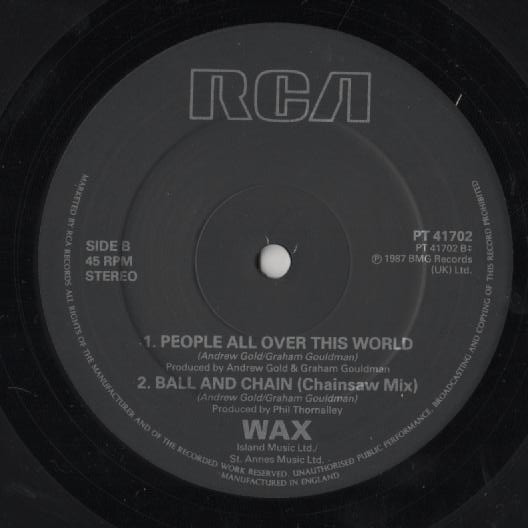 RCA
SIDE B
45 RPM
STEREO
PT 41702
PT 41702 B‡
℗ 1987 BMG Records
(UK) Ltd.
1. PEOPLE ALL OVER THIS WORLD
(Andrew Gold/Graham Gouldman)
Produced by Andrew Gold & Graham Gouldman
2. BALL AND CHAIN (Chainsaw Mix)
(Andrew Gold/Graham Gouldman)
Produced by Phil Thornalley
WAX
Island Music Ltd./
St. Annes Music Ltd.
MARKETED BY RCA RECORDS. ALL RIGHTS OF THE MANUFACTURER AND OF THE RECORDED WORK RESERVED. UNAUTHORISED PUBLIC PERFORMANCE, BROADCASTING AND COPYING OF THIS RECORD PROHIBITED
MANUFACTURED IN ENGLAND